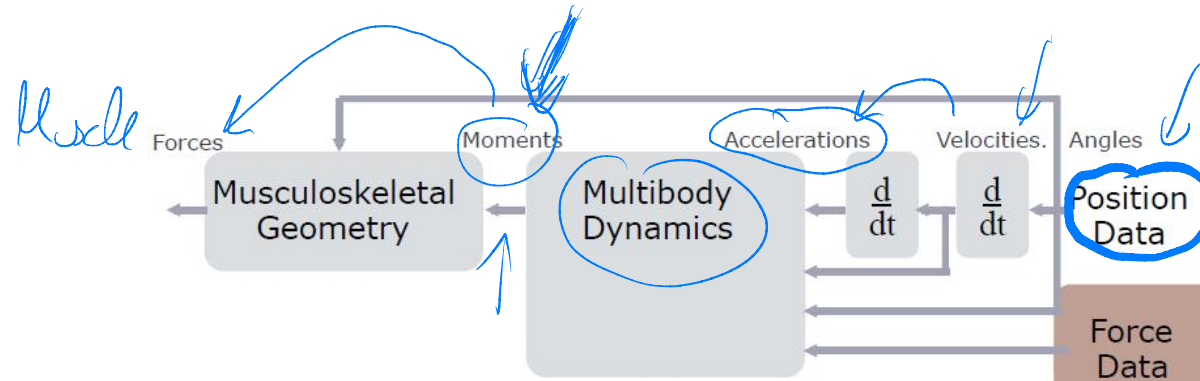 Muscle
Forces
Moments
Accelerations
Velocities.
Angles
Musculoskeletal
Geometry
Multibody
Dynamics
d
dt
d
dt
Position
Data
Force
Data